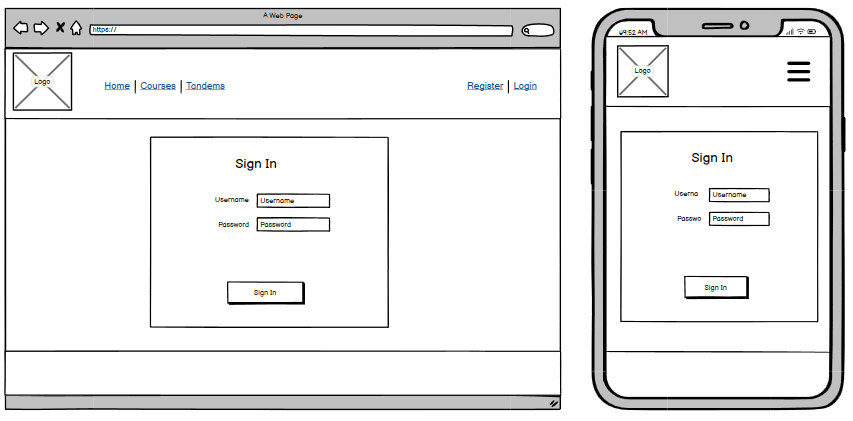 A Web Page
https://
Logo
Home | Courses | Tandems
Register | Login
Sign In
Username Username
Password Password
Sign In
09:52 AM
Logo
Sign In
Userna Username
Passwo Password
Sign In